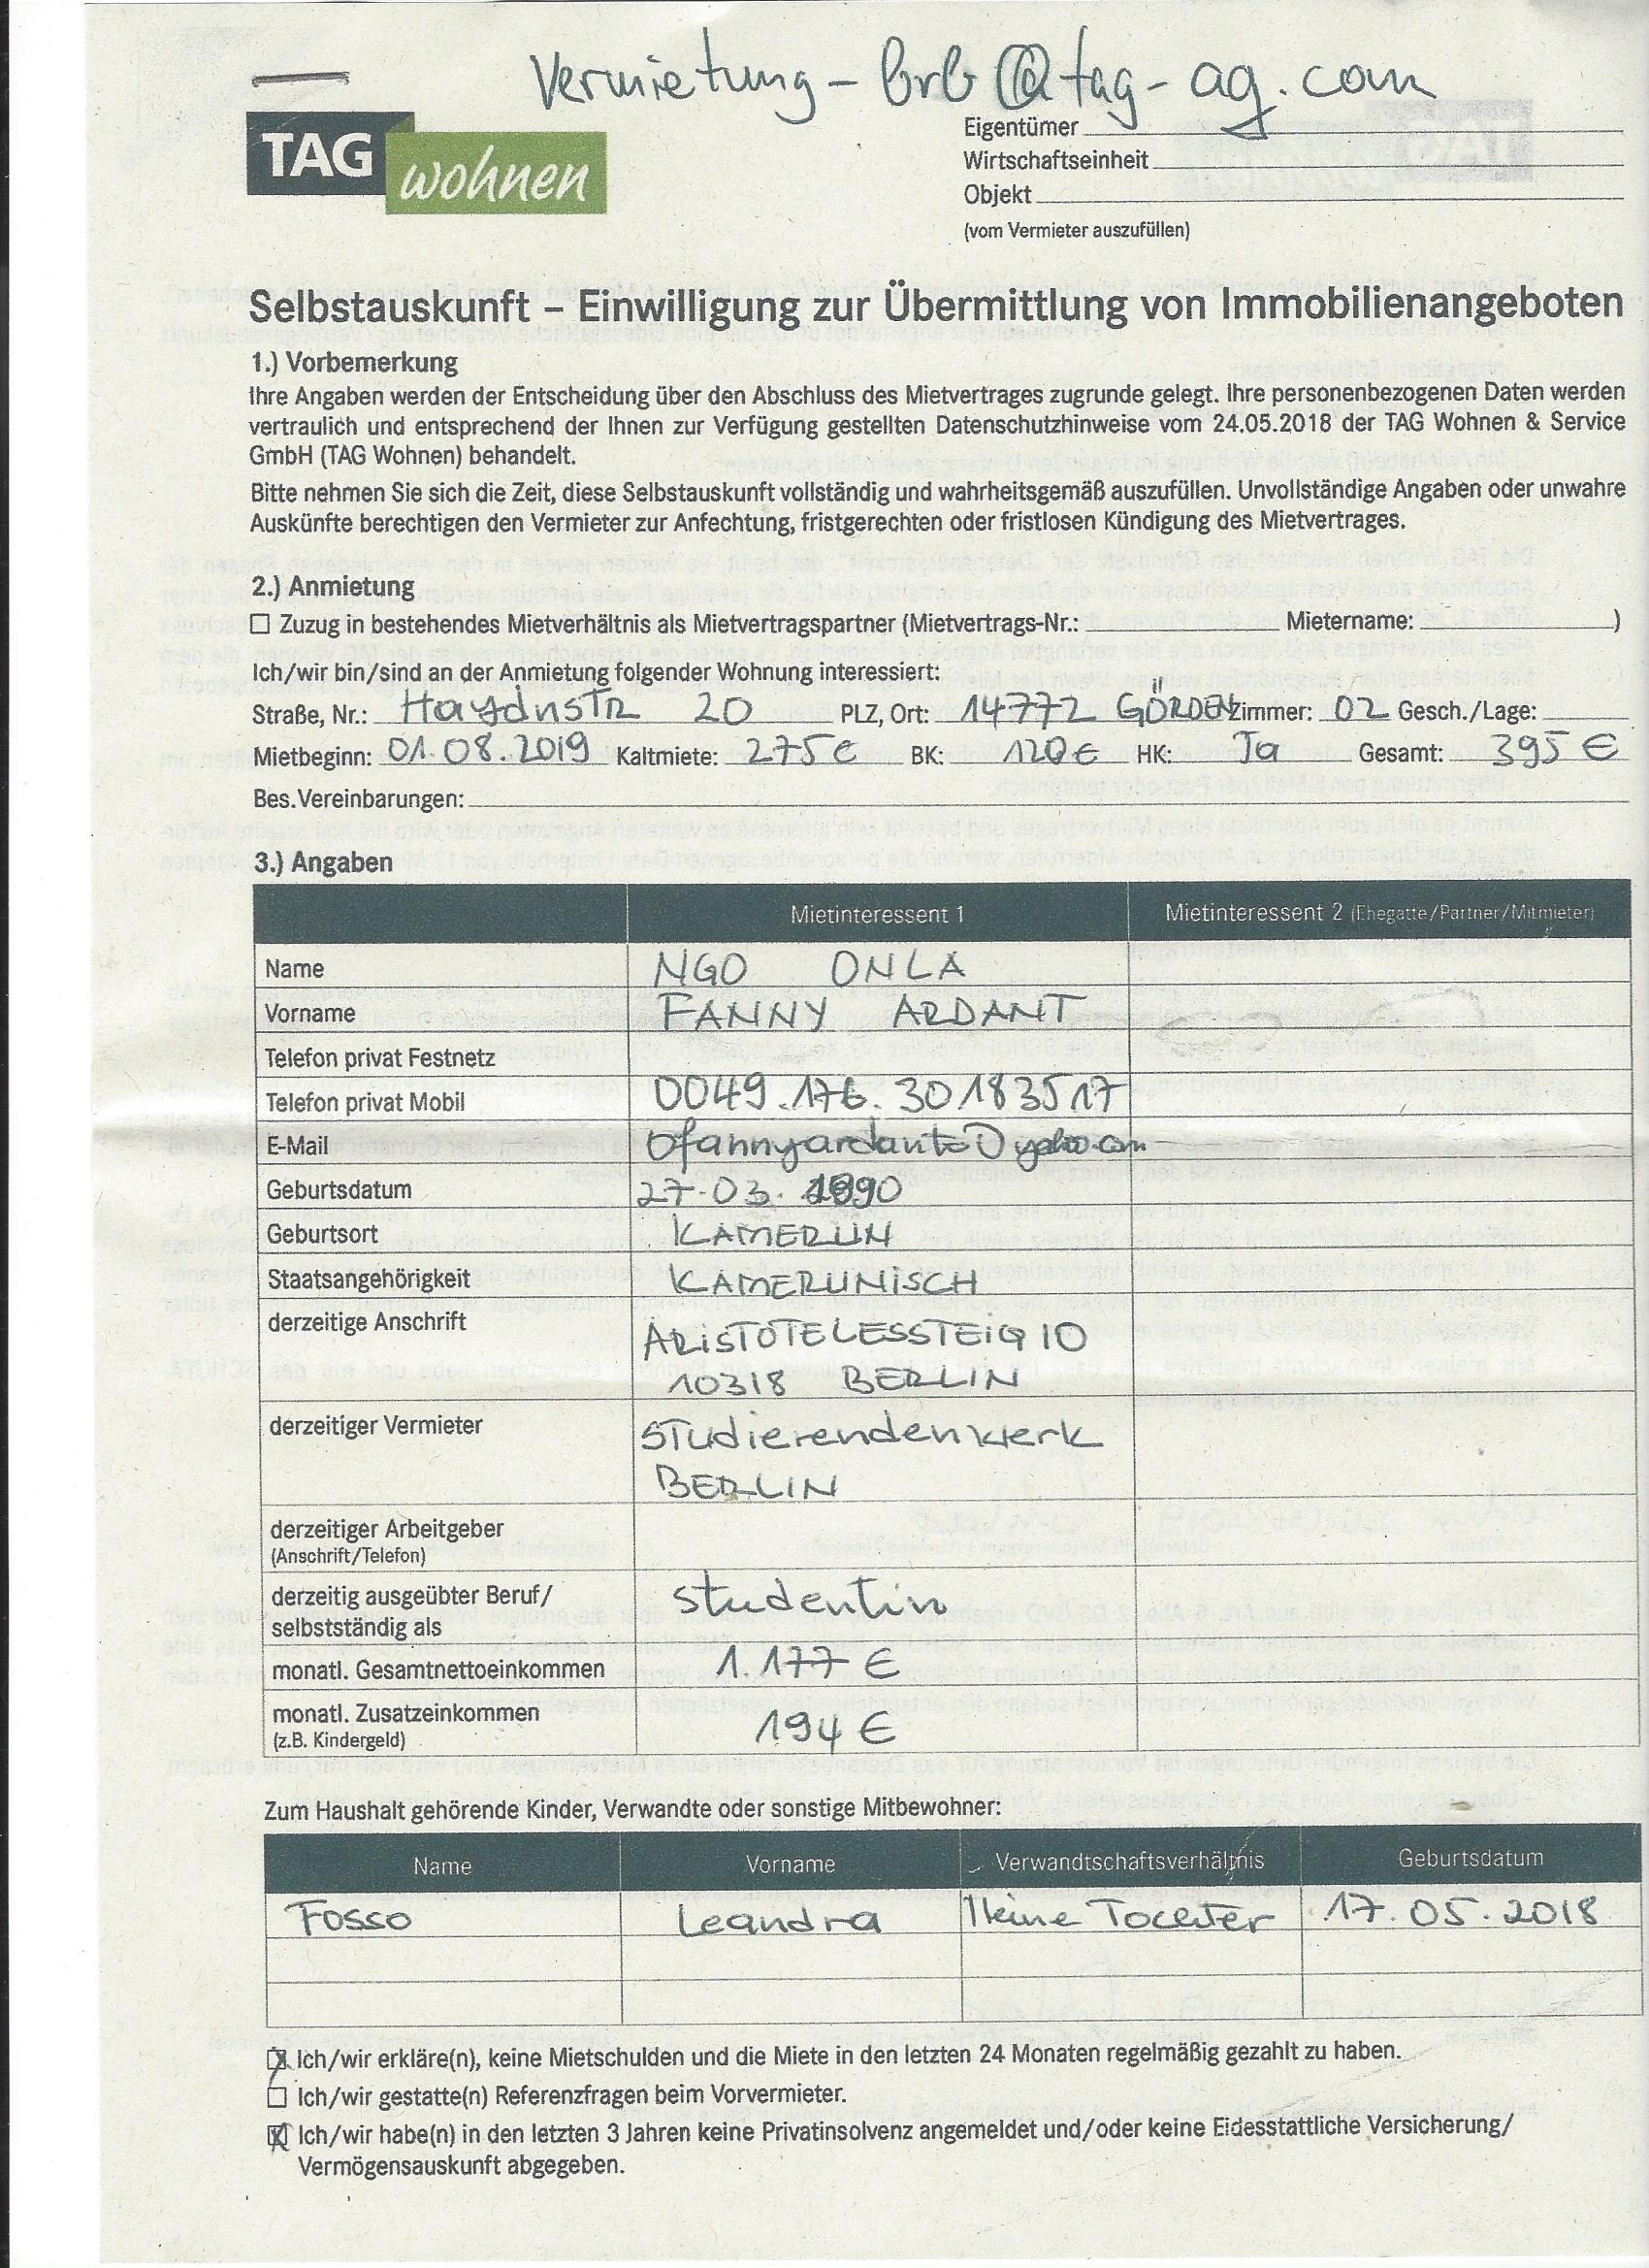 Vermietung - brb @tag-ag.com
TAG wohnen
Eigentümer
Wirtschaftseinheit
Objekt
(vom Vermieter auszufüllen)
Selbstauskunft – Einwilligung zur Übermittlung von Immobilienangeboten
1.) Vorbemerkung
Ihre Angaben werden der Entscheidung über den Abschluss des Mietvertrages zugrunde gelegt. Ihre personenbezogenen Daten werden
vertraulich und entsprechend der Ihnen zur Verfügung gestellten Datenschutzhinweise vom 24.05.2018 der TAG Wohnen & Service
GmbH (TAG Wohnen) behandelt.
Bitte nehmen Sie sich die Zeit, diese Selbstauskunft vollständig und wahrheitsgemäß auszufüllen. Unvollständige Angaben oder unwahre
Auskünfte berechtigen den Vermieter zur Anfechtung, fristgerechten oder fristlosen Kündigung des Mietvertrages.
2.) Anmietung
☐ Zuzug in bestehendes Mietverhältnis als Mietvertragspartner (Mietvertrags-Nr.: Mietername: )
Ich/wir bin/sind an der Anmietung folgender Wohnung interessiert:
Straße, Nr.: HaydnsTR 20 PLZ, Ort: 14772 GÖRDEN Zimmer: 02 Gesch./Lage:
Mietbeginn: 01.08.2019 Kaltmiete: 275€ BK: 120€ HK: Ja Gesamt: 395 €
Bes.Vereinbarungen:
3.) Angaben
Mietinteressent 1 Mietinteressent 2 (Ehegatte/Partner/Mitmieter)
Name NGO ONLA
Vorname FANNY ARDANT
Telefon privat Festnetz
Telefon privat Mobil 0049.176.30183517
E-Mail Ofannyardant@yahoo.com
Geburtsdatum 27.03.1990
Geburtsort KAMERUN
Staatsangehörigkeit KAMERUNiSCH
derzeitige Anschrift ARiSTOTELESSTEiG 10
10318 BERLIN
derzeitiger Vermieter STudierendenwerk
BERLIN
derzeitiger Arbeitgeber
(Anschrift/Telefon)
derzeitig ausgeübter Beruf/ studentin
selbstständig als
monatl. Gesamtnettoeinkommen 1.177 €
monatl. Zusatzeinkommen 194 €
(z.B. Kindergeld)
Zum Haushalt gehörende Kinder, Verwandte oder sonstige Mitbewohner:
Name Vorname Verwandtschaftsverhältnis Geburtsdatum
Fosso Leandra Meine Tochter 17.05.2018
☒ Ich/wir erkläre(n), keine Mietschulden und die Miete in den letzten 24 Monaten regelmäßig gezahlt zu haben.
☐ Ich/wir gestatte(n) Referenzfragen beim Vorvermieter.
☒ Ich/wir habe(n) in den letzten 3 Jahren keine Privatinsolvenz angemeldet und/oder keine Eidesstattliche Versicherung/
Vermögensauskunft abgegeben.